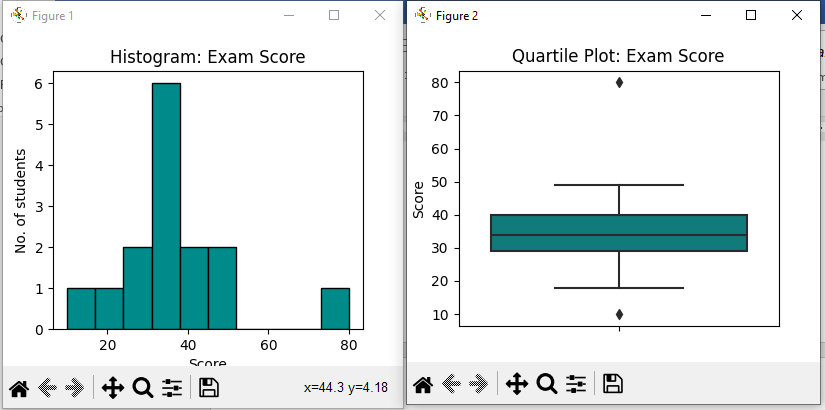 Figure 1
Histogram: Exam Score
6
5
4
3
2
1
0
No. of students
20 40 60 80
Score
x=44.3 y=4.18
Figure 2
Quartile Plot: Exam Score
80
70
60
50
40
30
20
10
Score